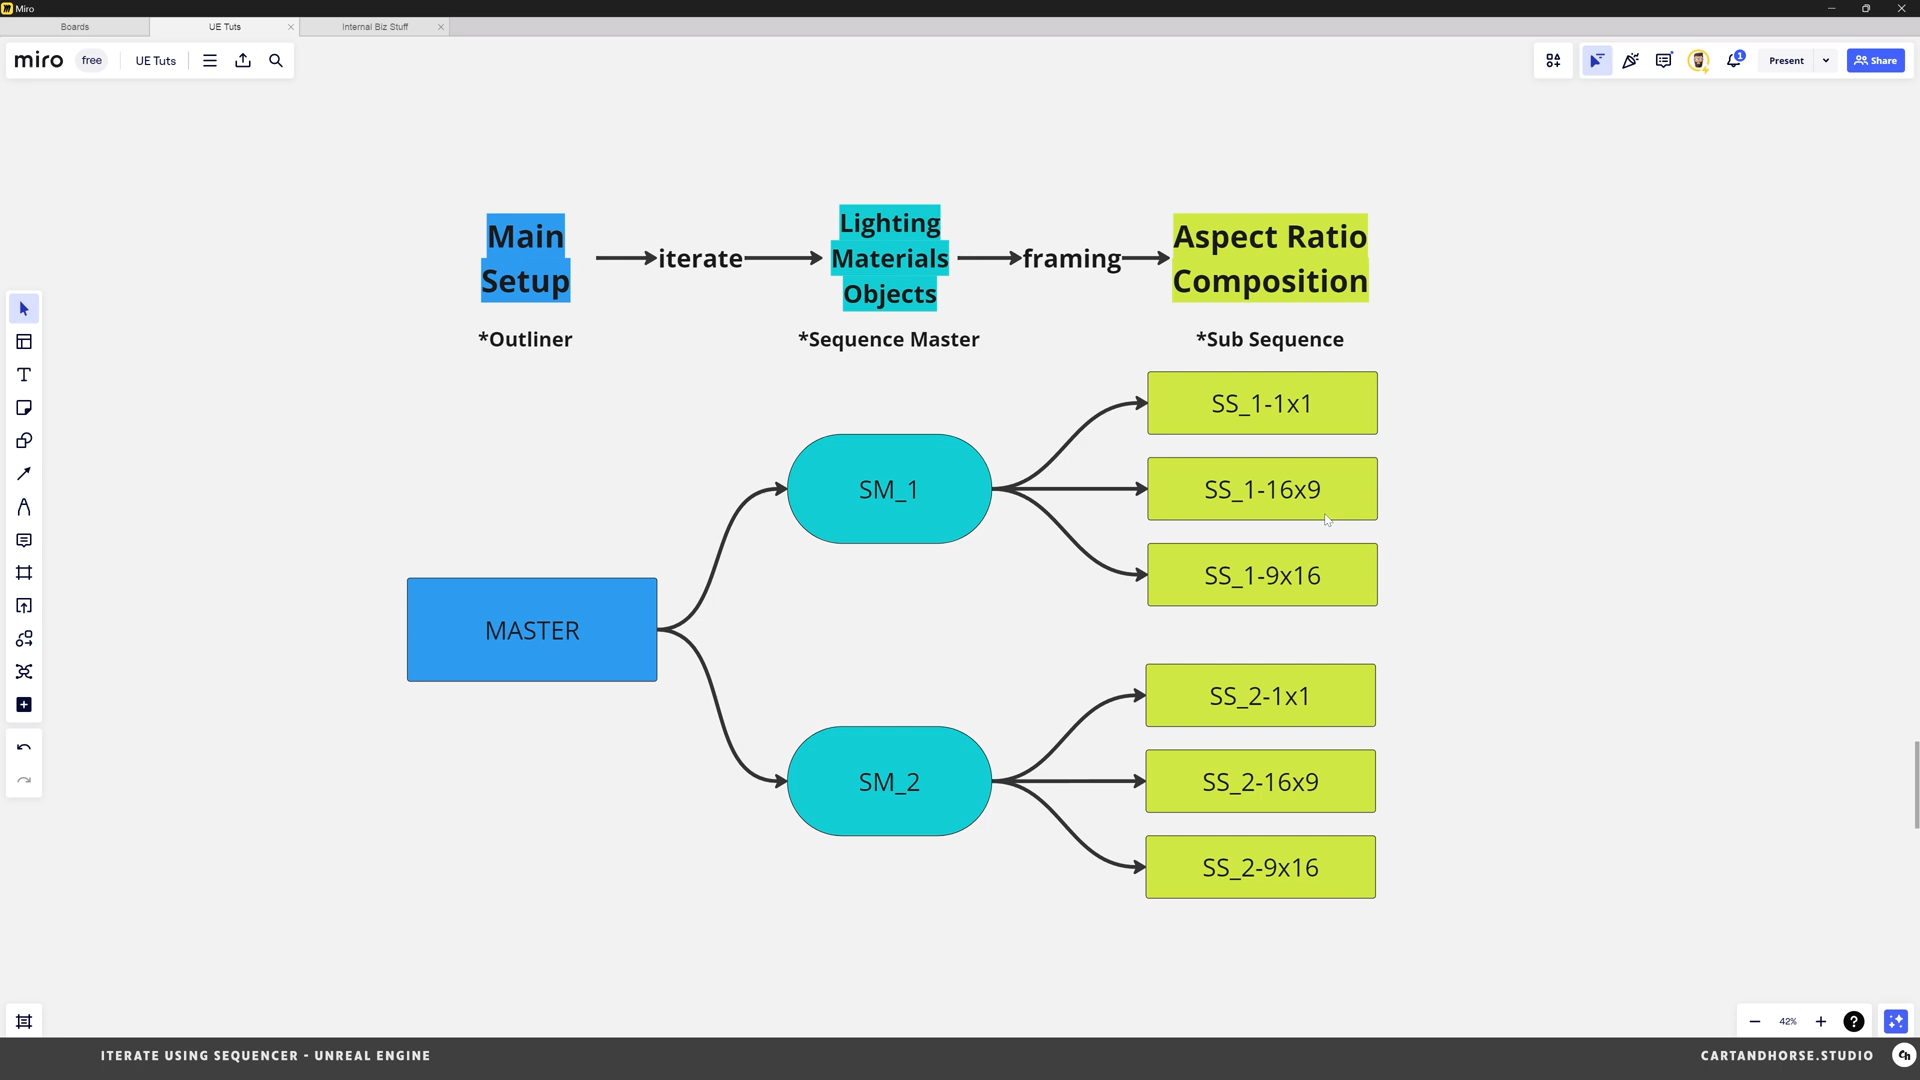 Miro
Boards
UE Tuts
Internal Biz Stuff
miro
free
UE Tuts
1
Present
Share
Main
Setup
iterate
Lighting
Materials
Objects
framing
Aspect Ratio
Composition
*Outliner
*Sequence Master
*Sub Sequence
SS_1-1x1
SM_1
SS_1-16x9
SS_1-9x16
MASTER
SS_2-1x1
SM_2
SS_2-16x9
SS_2-9x16
42%
?
ITERATE USING SEQUENCER - UNREAL ENGINE
CARTANDHORSE.STUDIO